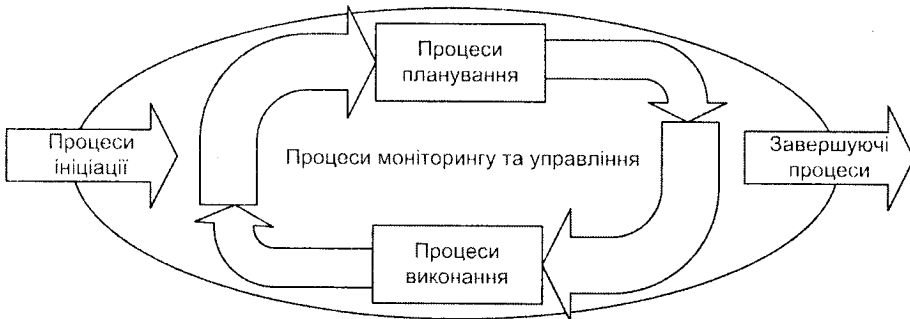 Процеси
планування
Процеси
ініціації
Процеси моніторингу та управління
Завершуючі
процеси
Процеси
виконання